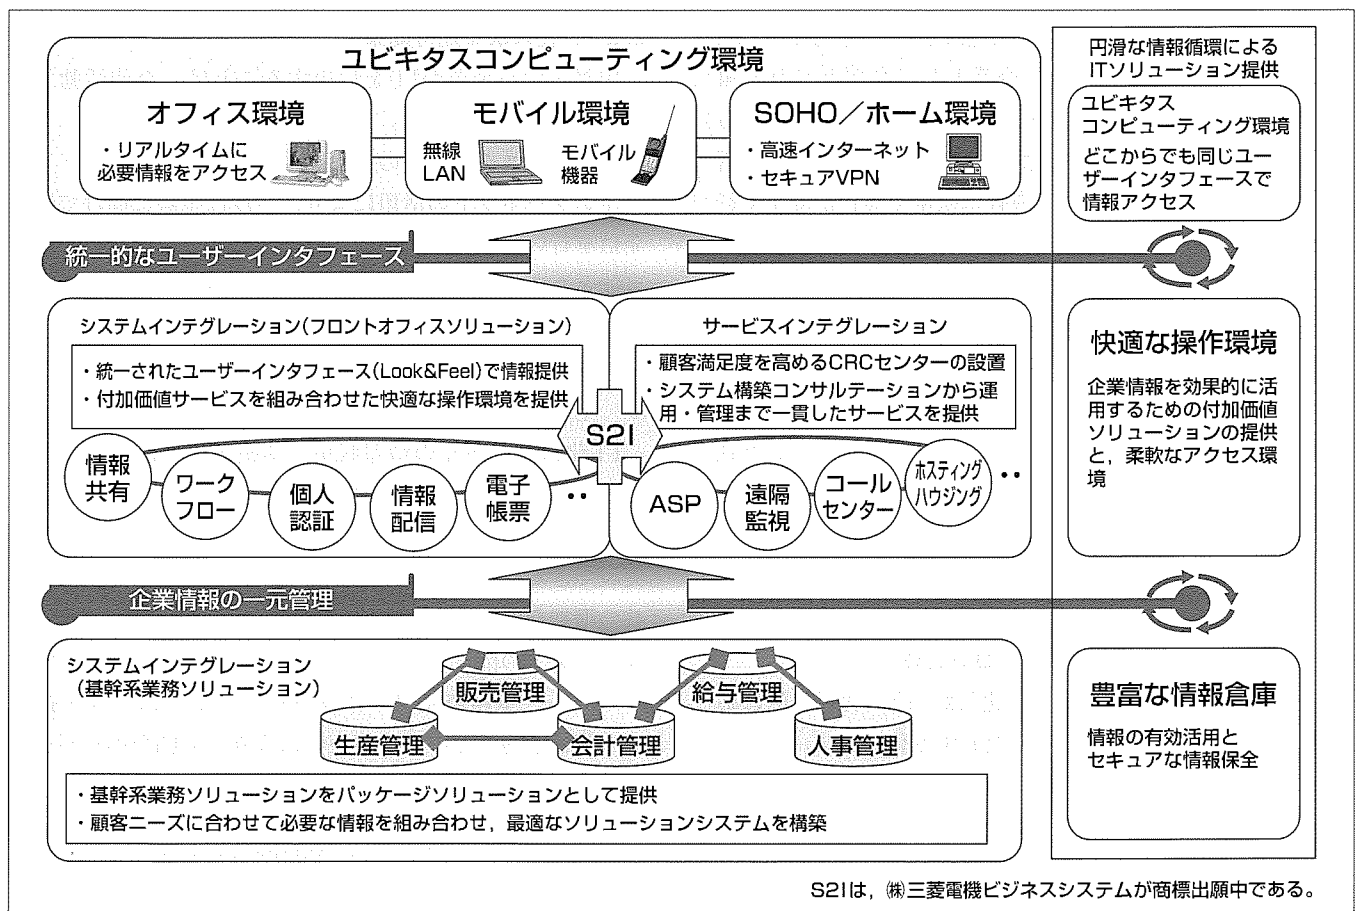 ユビキタスコンピューティング環境
オフィス環境
・リアルタイムに
必要情報をアクセス
モバイル環境
無線
LAN
モバイル
機器
SOHO／ホーム環境
・高速インターネット
・セキュアVPN
円滑な情報循環による
ITソリューション提供
ユビキタス
コンピューティング環境
どこからでも同じユー
ザーインタフェースで
情報アクセス
統一的なユーザーインタフェース
システムインテグレーション(フロントオフィスソリューション)
・統一されたユーザーインタフェース(Look&Feel)で情報提供
・付加価値サービスを組み合わせた快適な操作環境を提供
情報
共有
ワーク
フロー
個人
認証
情報
配信
電子
帳票
‥
S21
サービスインテグレーション
・顧客満足度を高めるCRCセンターの設置
・システム構築コンサルテーションから運
用・管理まで一貫したサービスを提供
ASP
遠隔
監視
コール
センター
ホスティング
ハウジング
‥
快適な操作環境
企業情報を効果的に活
用するための付加価値
ソリューションの提供
と，柔軟なアクセス環
境
企業情報の一元管理
システムインテグレーション
（基幹系業務ソリューション）
販売管理
給与管理
生産管理
会計管理
人事管理
・基幹系業務ソリューションをパッケージソリューションとして提供
・顧客ニーズに合わせて必要な情報を組み合わせ，最適なソリューションシステムを構築
豊富な情報倉庫
情報の有効活用と
セキュアな情報保全
S21は，㈱三菱電機ビジネスシステムが商標出願中である。